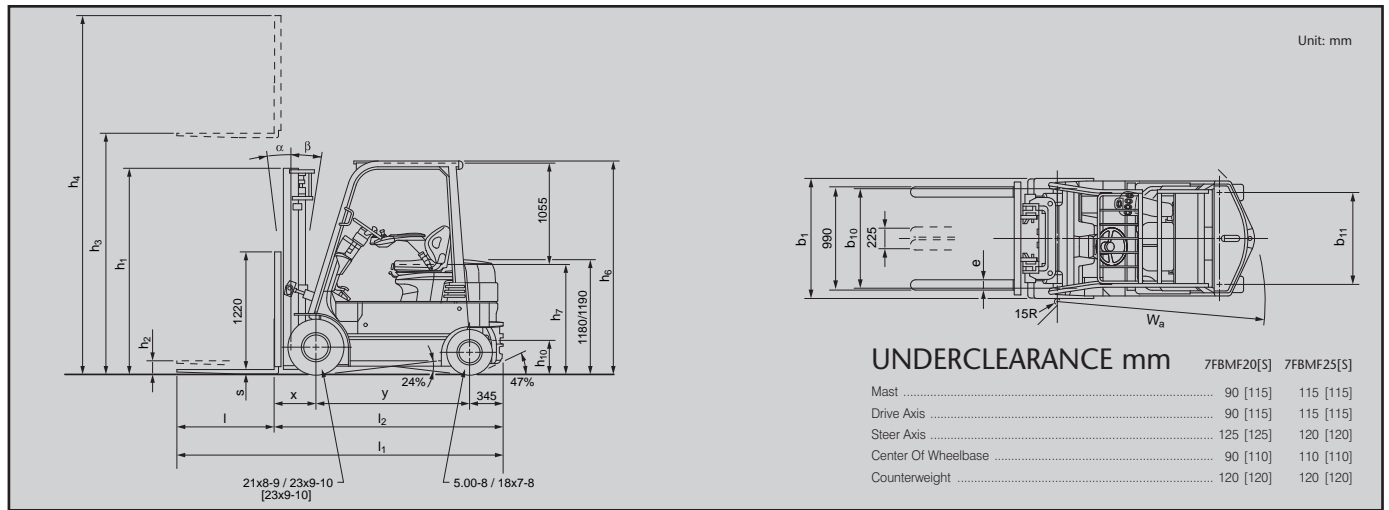 Unit: mm
h4
h3
h1
h2
α
β
1220
s
1055
h6
h7
1180/1190
h10
24%
47%
x
y
345
l
l2
l1
21x8-9 / 23x9-10
[23x9-10]
5.00-8 / 18x7-8
b1
990
b10
225
e
15R
Wa
b11
UNDERCLEARANCE mm 7FBMF20[S] 7FBMF25[S]
Mast 90 [115] 115 [115]
Drive Axis 90 [115] 115 [115]
Steer Axis 125 [125] 120 [120]
Center Of Wheelbase 90 [110] 110 [110]
Counterweight 120 [120] 120 [120]